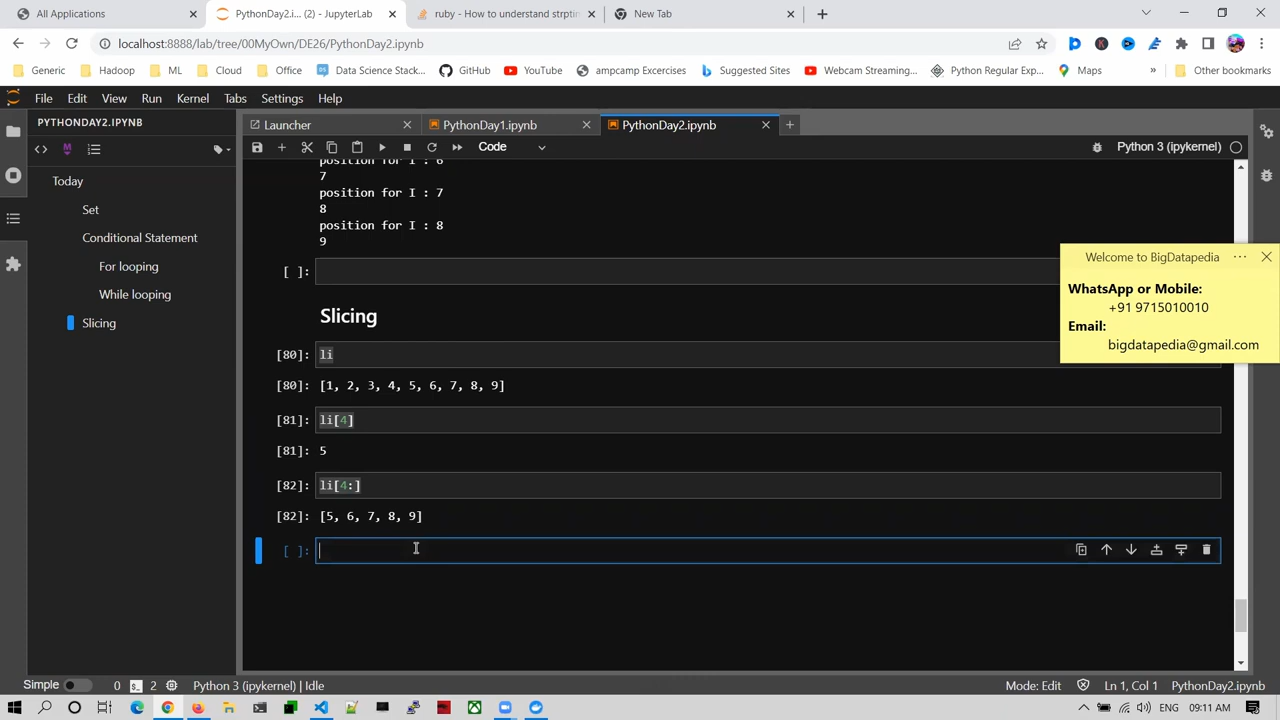 All Applications
PythonDay2.i... (2) - JupyterLab
ruby - How to understand strptin
New Tab
localhost:8888/lab/tree/00MyOwn/DE26/PythonDay2.ipynb
Generic
Hadoop
ML
Cloud
Office
Data Science Stack...
GitHub
YouTube
ampcamp Excercises
Suggested Sites
Webcam Streaming...
Python Regular Exp...
Maps
»
Other bookmarks
File Edit View Run Kernel Tabs Settings Help
PYTHONDAY2.IPYNB
Launcher
PythonDay1.ipynb
PythonDay2.ipynb
Code
Python 3 (ipykernel)
Today
Set
Conditional Statement
For looping
While looping
Slicing
position for I : 6
7
position for I : 7
8
position for I : 8
9
[ ]:
Slicing
[80]: li
[80]: [1, 2, 3, 4, 5, 6, 7, 8, 9]
[81]: li[4]
[81]: 5
[82]: li[4:]
[82]: [5, 6, 7, 8, 9]
[ ]:
Welcome to BigDatapedia
WhatsApp or Mobile:
+91 9715010010
Email:
bigdatapedia@gmail.com
Simple 0 2 Python 3 (ipykernel) | Idle
Mode: Edit Ln 1, Col 1 PythonDay2.ipynb
ENG 09:11 AM